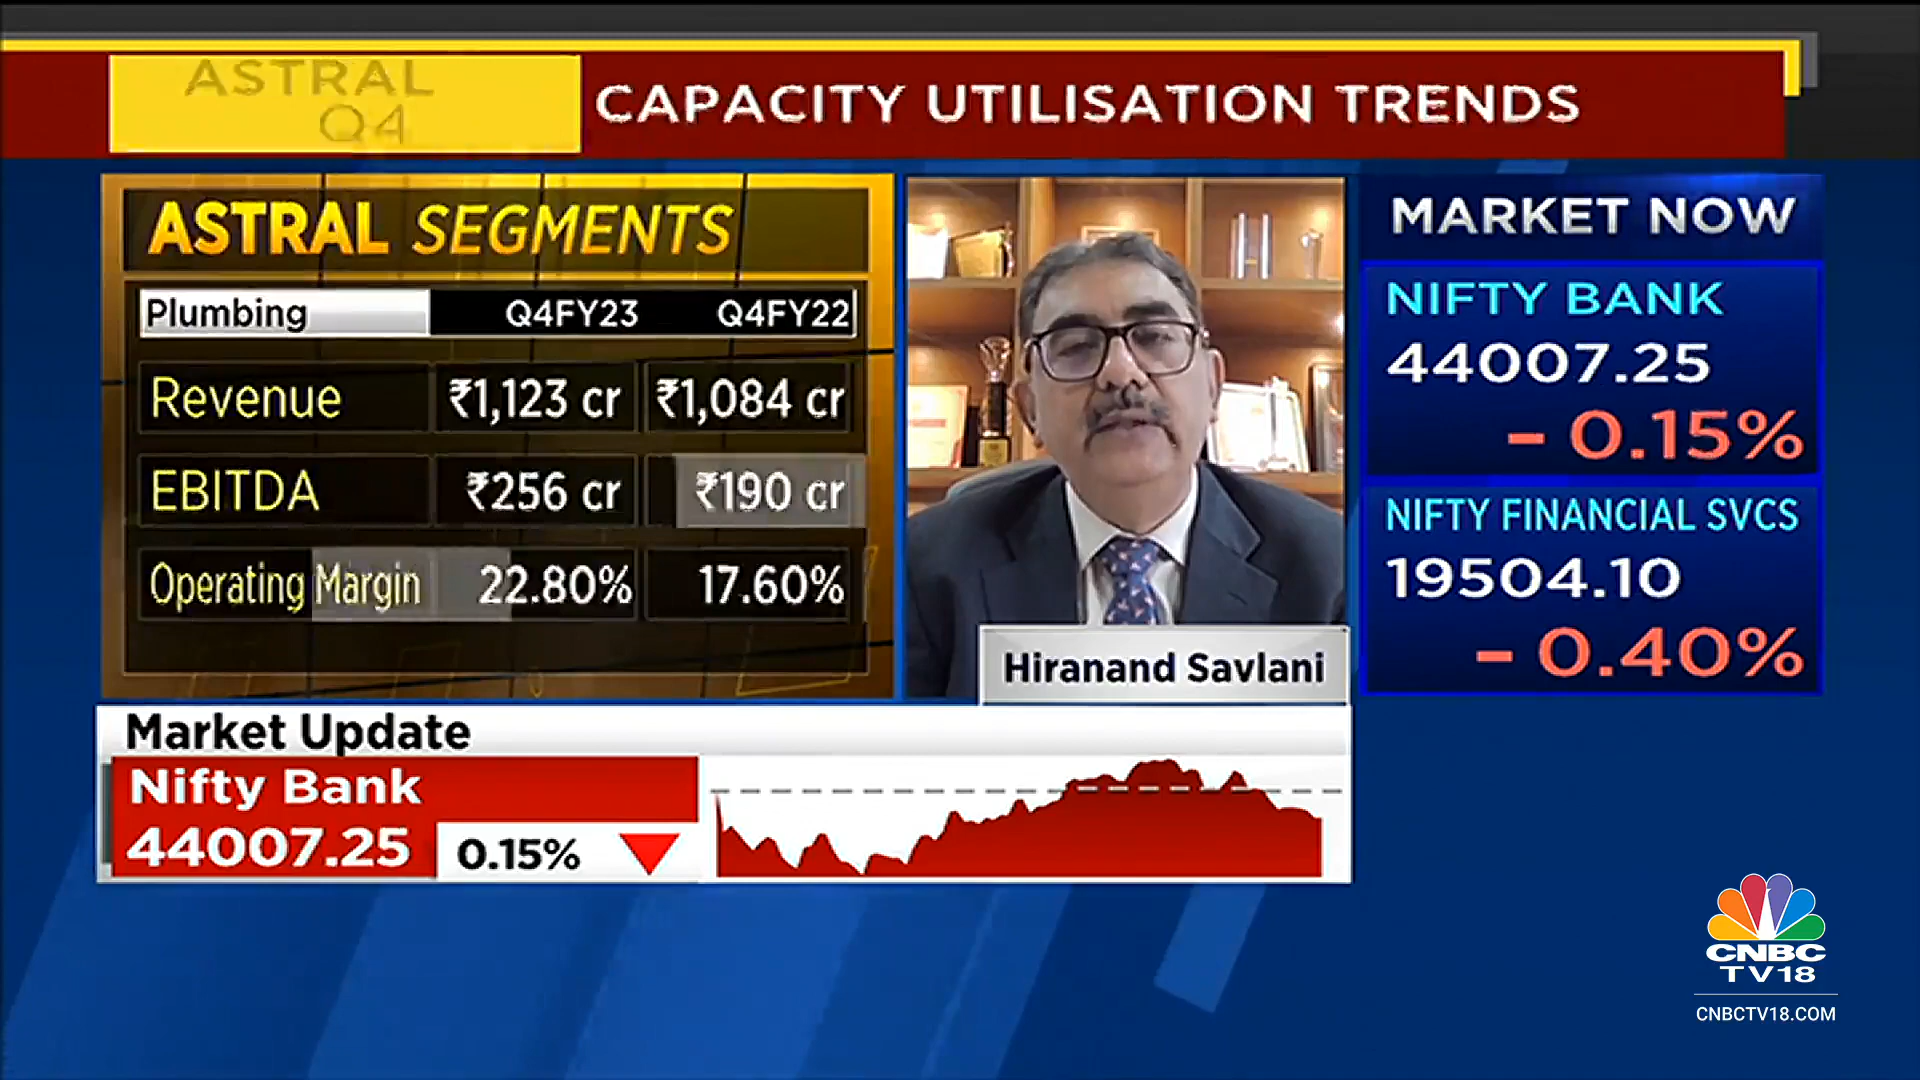 ASTRAL
Q4
CAPACITY UTILISATION TRENDS
ASTRAL SEGMENTS
Plumbing Q4FY23 Q4FY22
Revenue ₹1,123 cr ₹1,084 cr
EBITDA ₹256 cr ₹190 cr
Operating Margin 22.80% 17.60%
Hiranand Savlani
MARKET NOW
NIFTY BANK
44007.25
- 0.15%
NIFTY FINANCIAL SVCS
19504.10
- 0.40%
Market Update
Nifty Bank
44007.25 0.15%
CNBC
TV18
CNBCTV18.COM